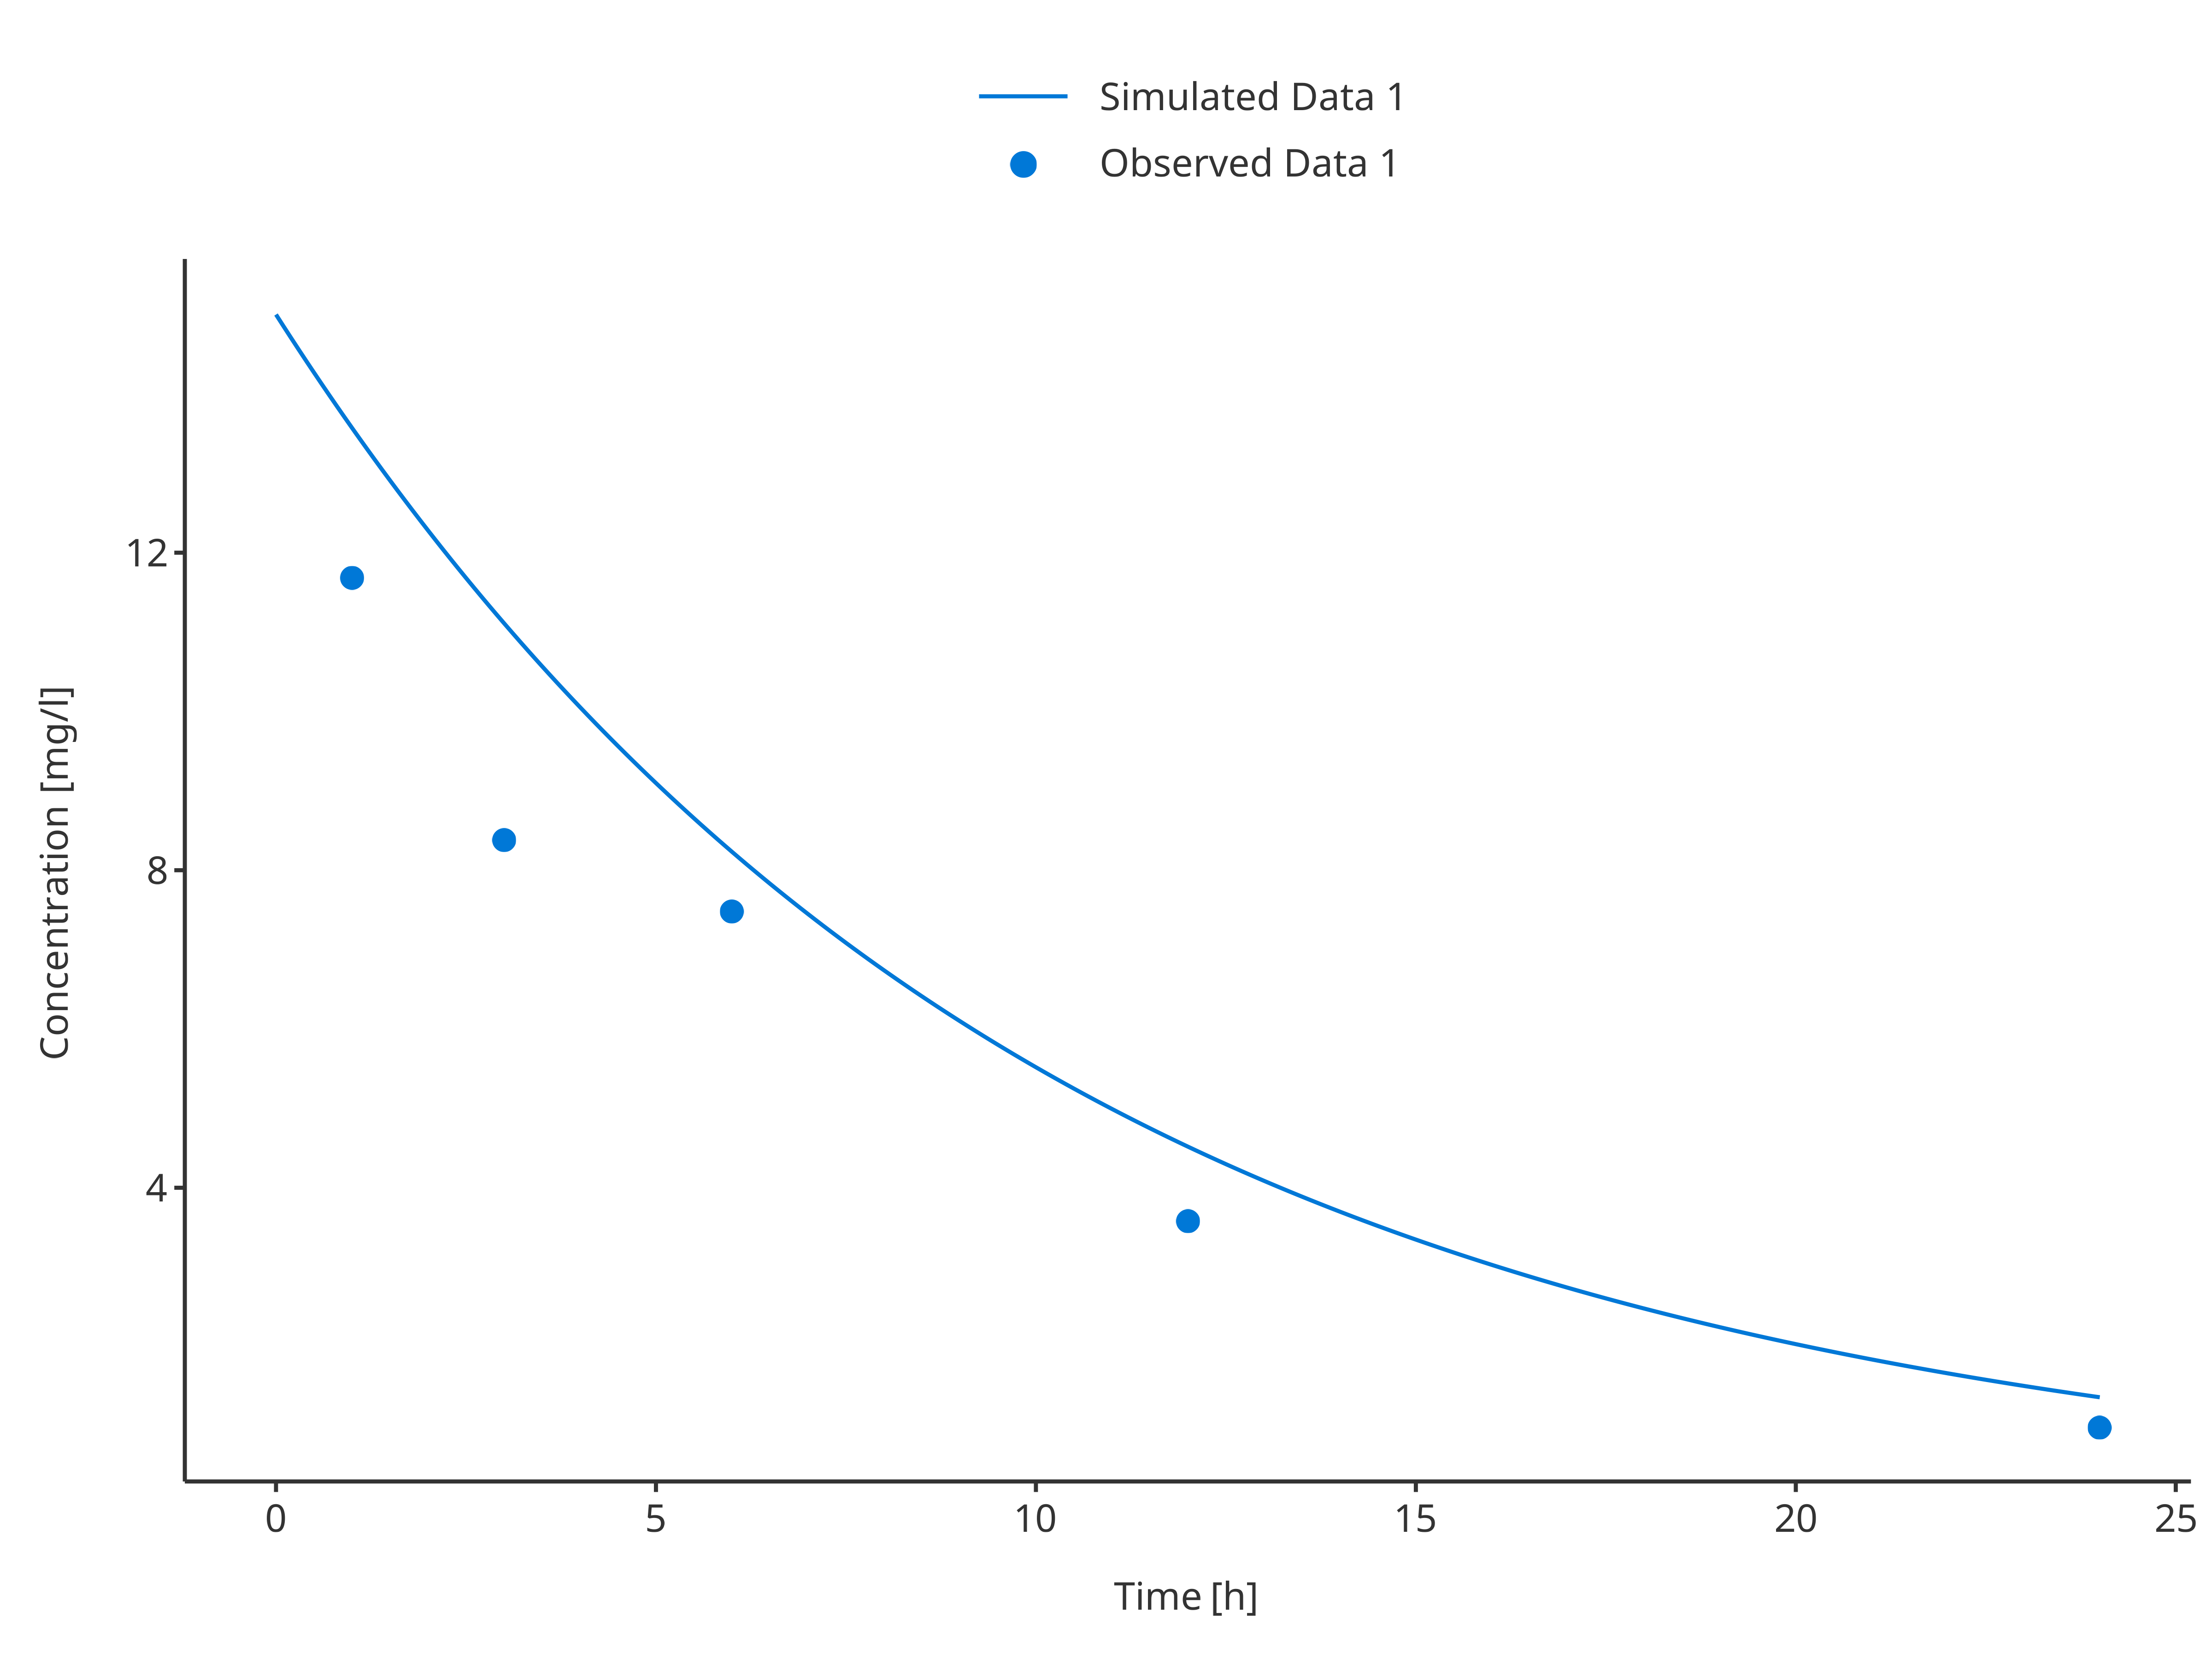 Simulated Data 1
Observed Data 1
Concentration [mg/l]
12
8
4
0 5 10 15 20 25
Time [h]